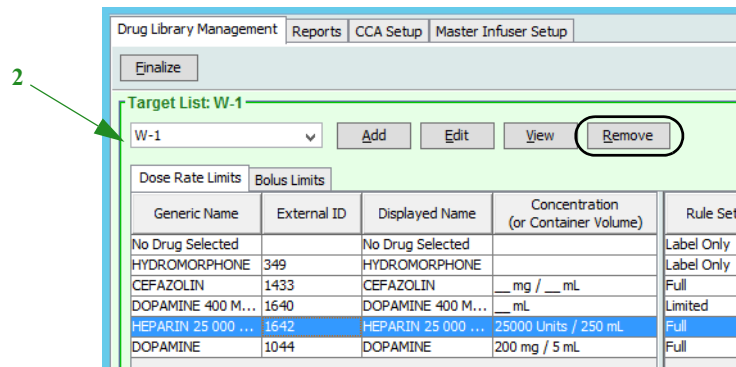 Drug Library Management Reports CCA Setup Master Infuser Setup
Finalize
2
Target List: W-1
W-1 Add Edit View Remove
Dose Rate Limits Bolus Limits
Generic Name External ID Displayed Name Concentration (or Container Volume) Rule Set
No Drug Selected No Drug Selected Label Only
HYDROMORPHONE 349 HYDROMORPHONE Label Only
CEFAZOLIN 1433 CEFAZOLIN __ mg / __ mL Full
DOPAMINE 400 M... 1640 DOPAMINE 400 M... __ mL Limited
HEPARIN 25 000 ... 1642 HEPARIN 25 000 ... 25000 Units / 250 mL Full
DOPAMINE 1044 DOPAMINE 200 mg / 5 mL Full